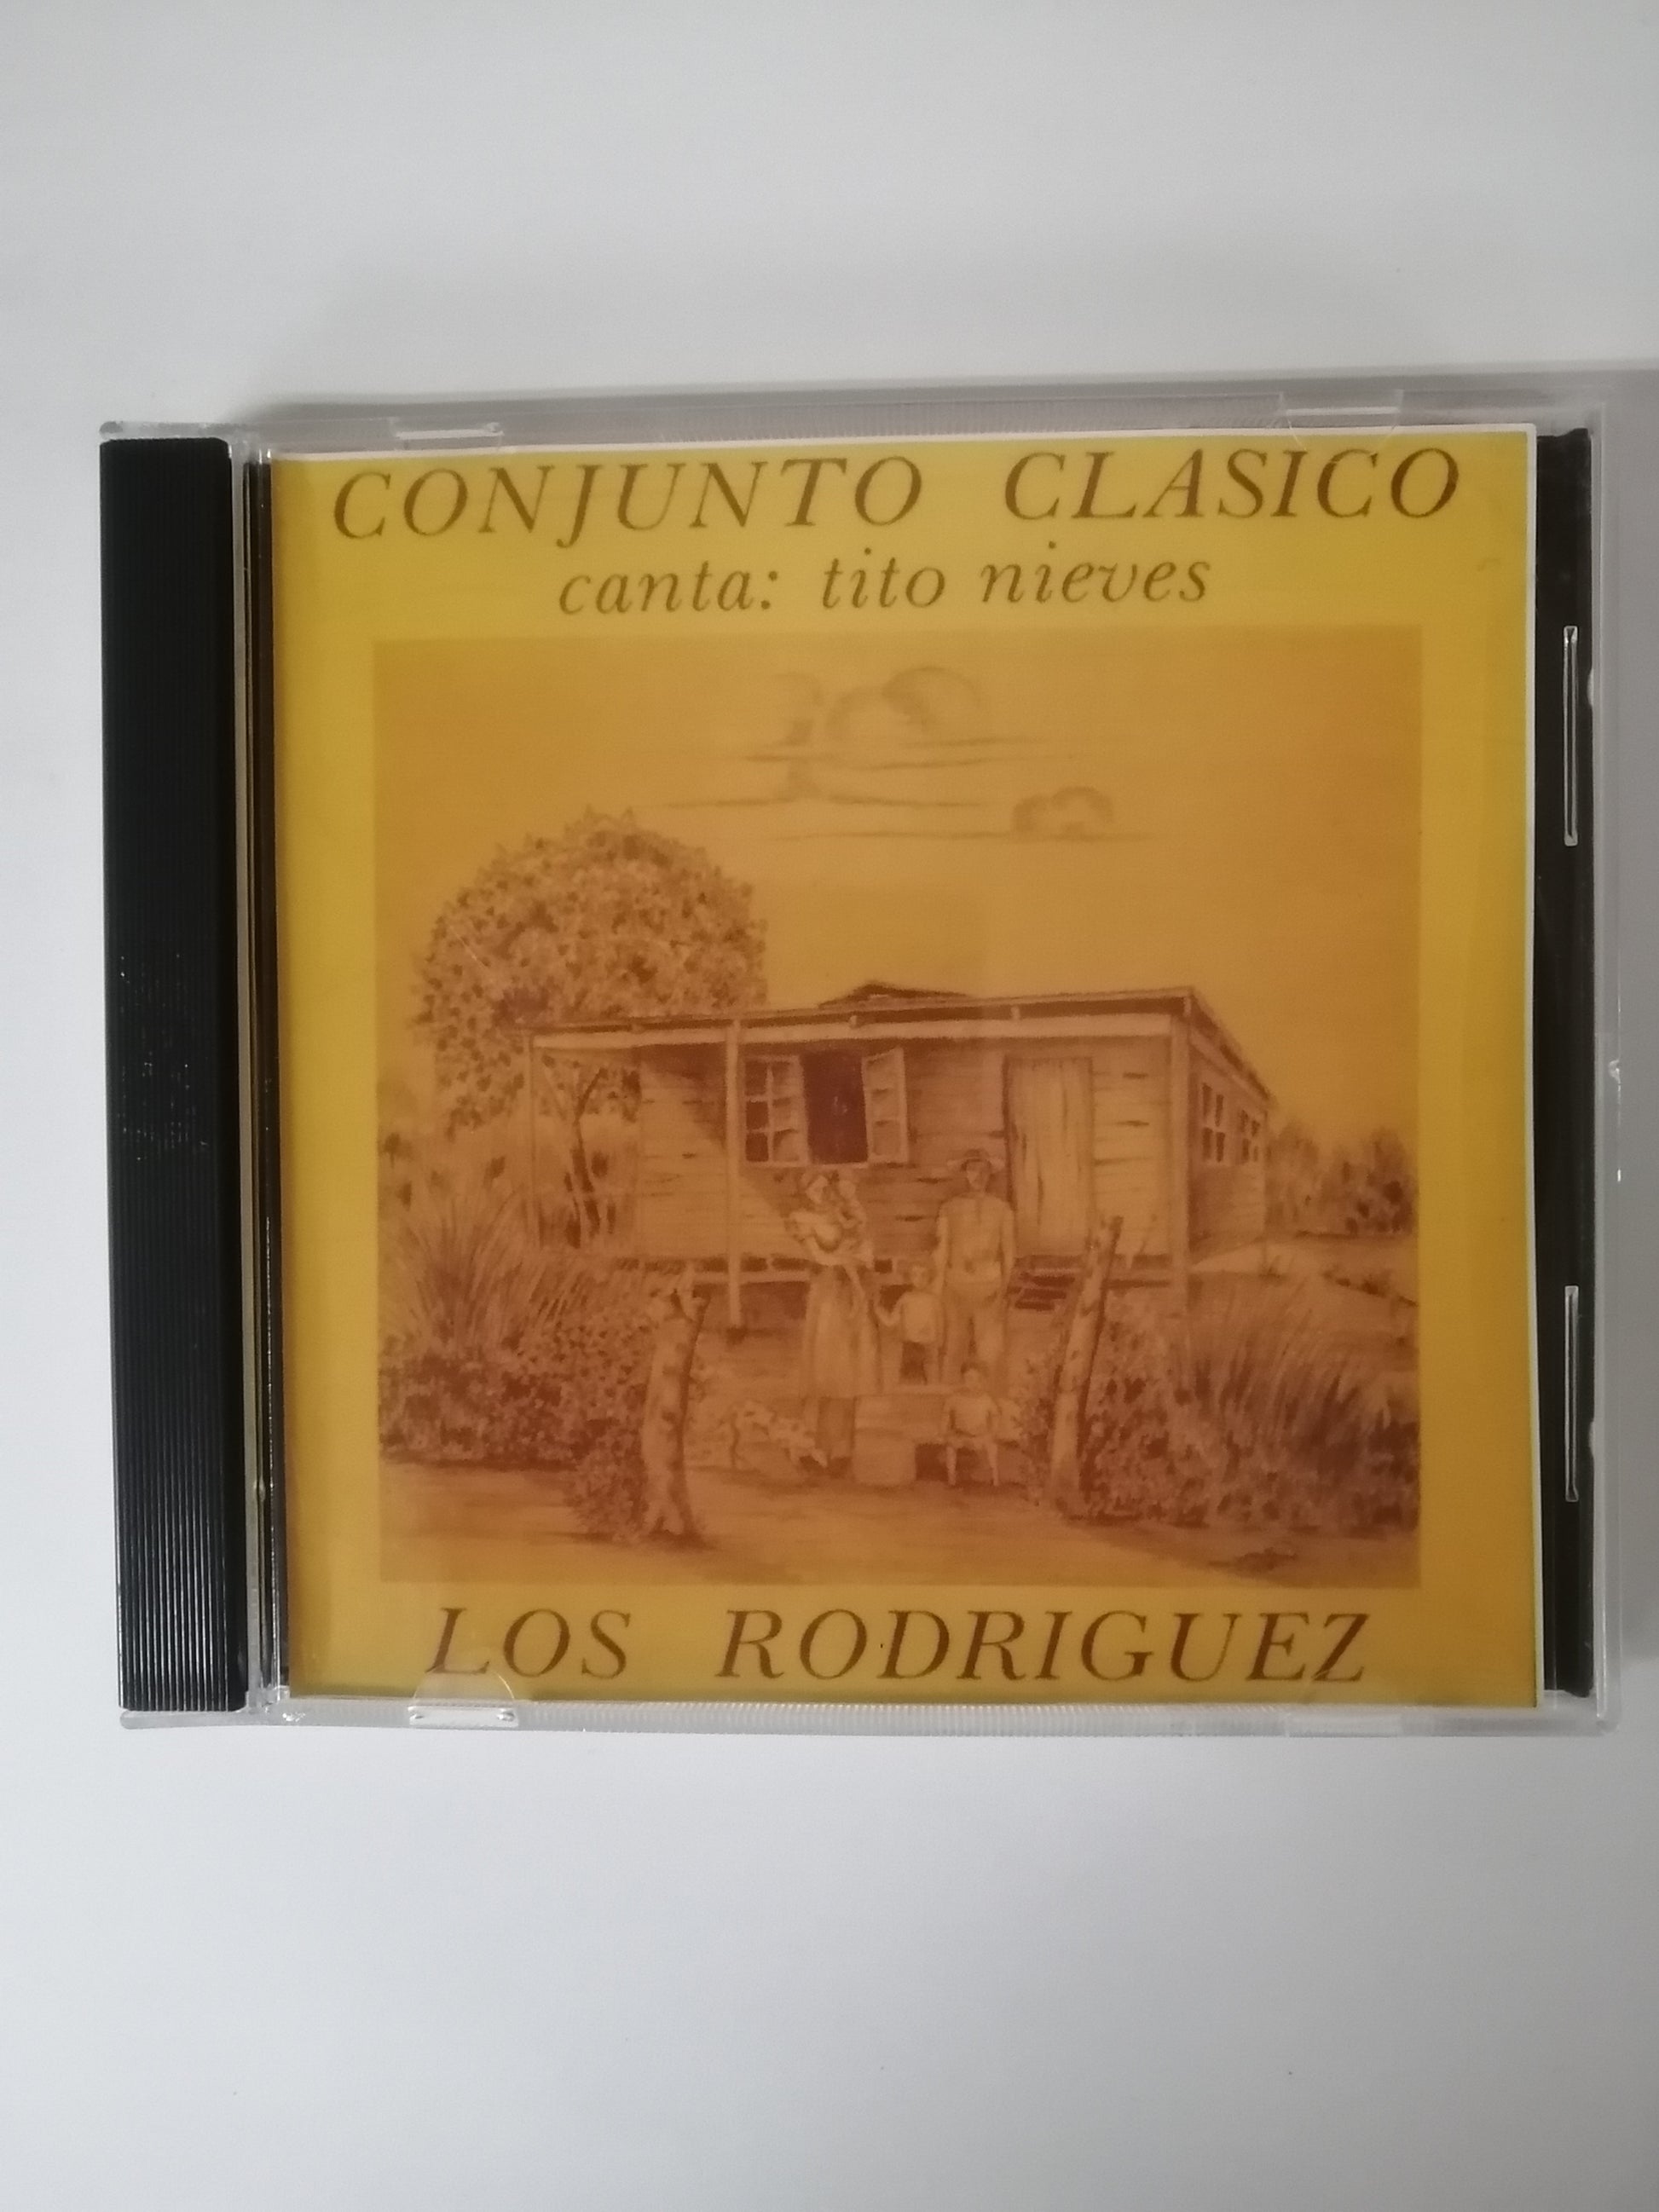 CONJUNTO CLASICO
canta: tito nieves
LOS RODRIGUEZ